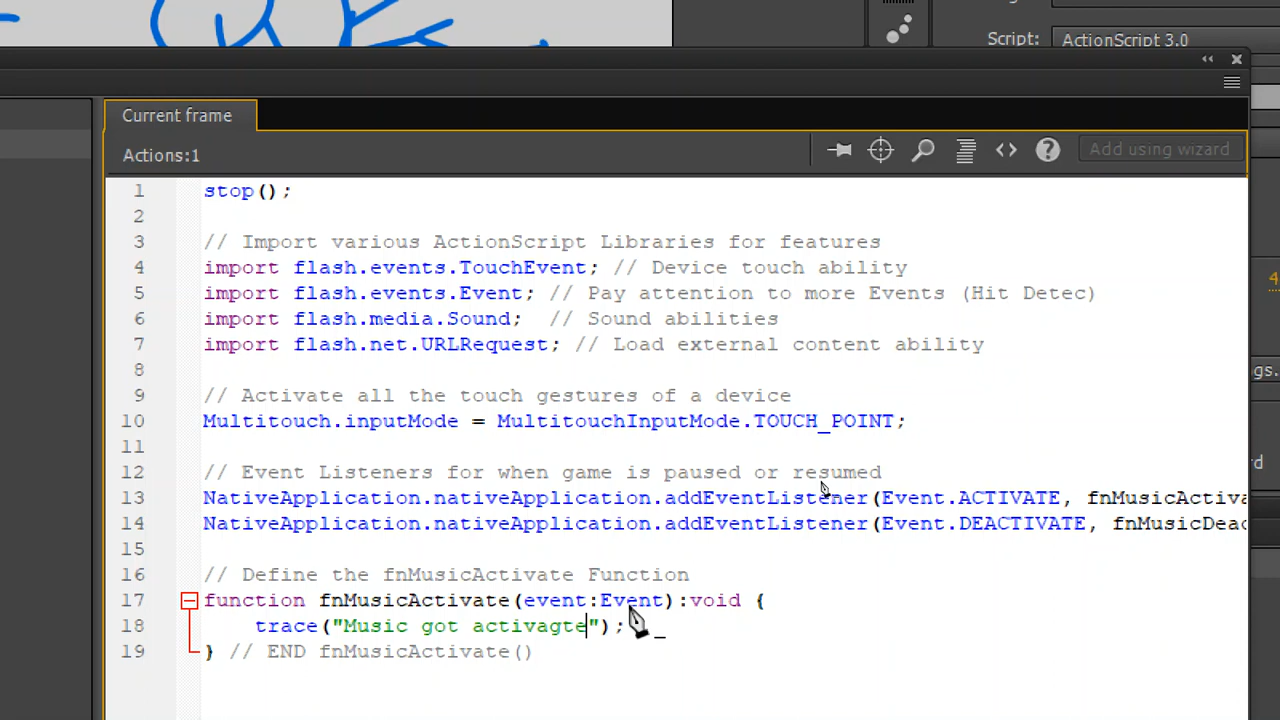 Script: ActionScript 3.0
Current frame
Actions:1
Add using wizard
1 stop();
2
3 // Import various ActionScript Libraries for features
4 import flash.events.TouchEvent; // Device touch ability
5 import flash.events.Event; // Pay attention to more Events (Hit Detec)
6 import flash.media.Sound;  // Sound abilities
7 import flash.net.URLRequest; // Load external content ability
8
9 // Activate all the touch gestures of a device
10 Multitouch.inputMode = MultitouchInputMode.TOUCH_POINT;
11
12 // Event Listeners for when game is paused or resumed
13 NativeApplication.nativeApplication.addEventListener(Event.ACTIVATE, fnMusicActiva
14 NativeApplication.nativeApplication.addEventListener(Event.DEACTIVATE, fnMusicDeac
15
16 // Define the fnMusicActivate Function
17 function fnMusicActivate(event:Event):void {
18     trace("Music got activagte");
19 } // END fnMusicActivate()